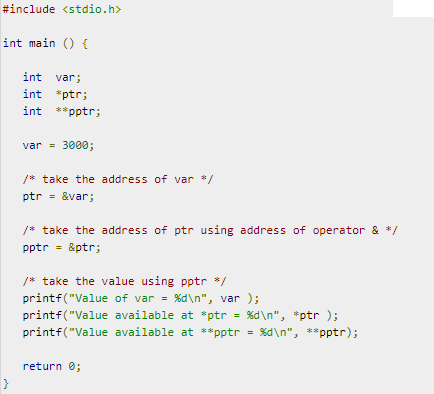 #include <stdio.h>
int main () {
int  var;
int  *ptr;
int  **pptr;
var = 3000;
/* take the address of var */
ptr = &var;
/* take the address of ptr using address of operator & */
pptr = &ptr;
/* take the value using pptr */
printf("Value of var = %d\n", var );
printf("Value available at *ptr = %d\n", *ptr );
printf("Value available at **pptr = %d\n", **pptr);
return 0;
}